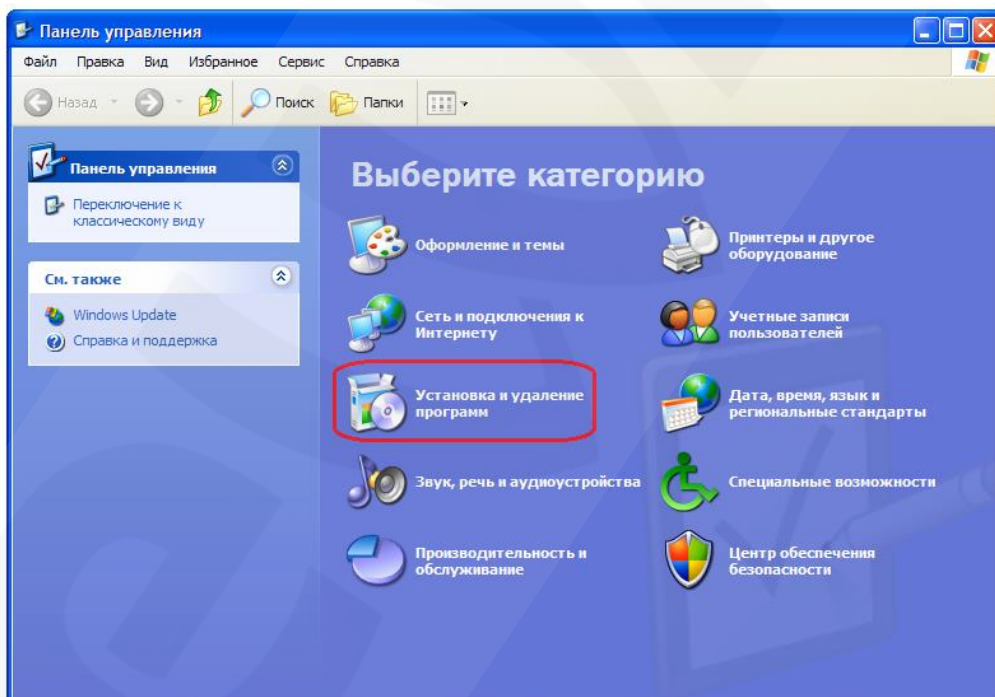 Панель управления
Файл Правка Вид Избранное Сервис Справка
Назад Поиск Папки
Панель управления
Переключение к
классическому виду
См. также
Windows Update
Справка и поддержка
Выберите категорию
Оформление и темы
Принтеры и другое
оборудование
Сеть и подключения к
Интернету
Учетные записи
пользователей
Установка и удаление
программ
Дата, время, язык и
региональные стандарты
Звук, речь и аудиоустройства
Специальные возможности
Производительность и
обслуживание
Центр обеспечения
безопасности